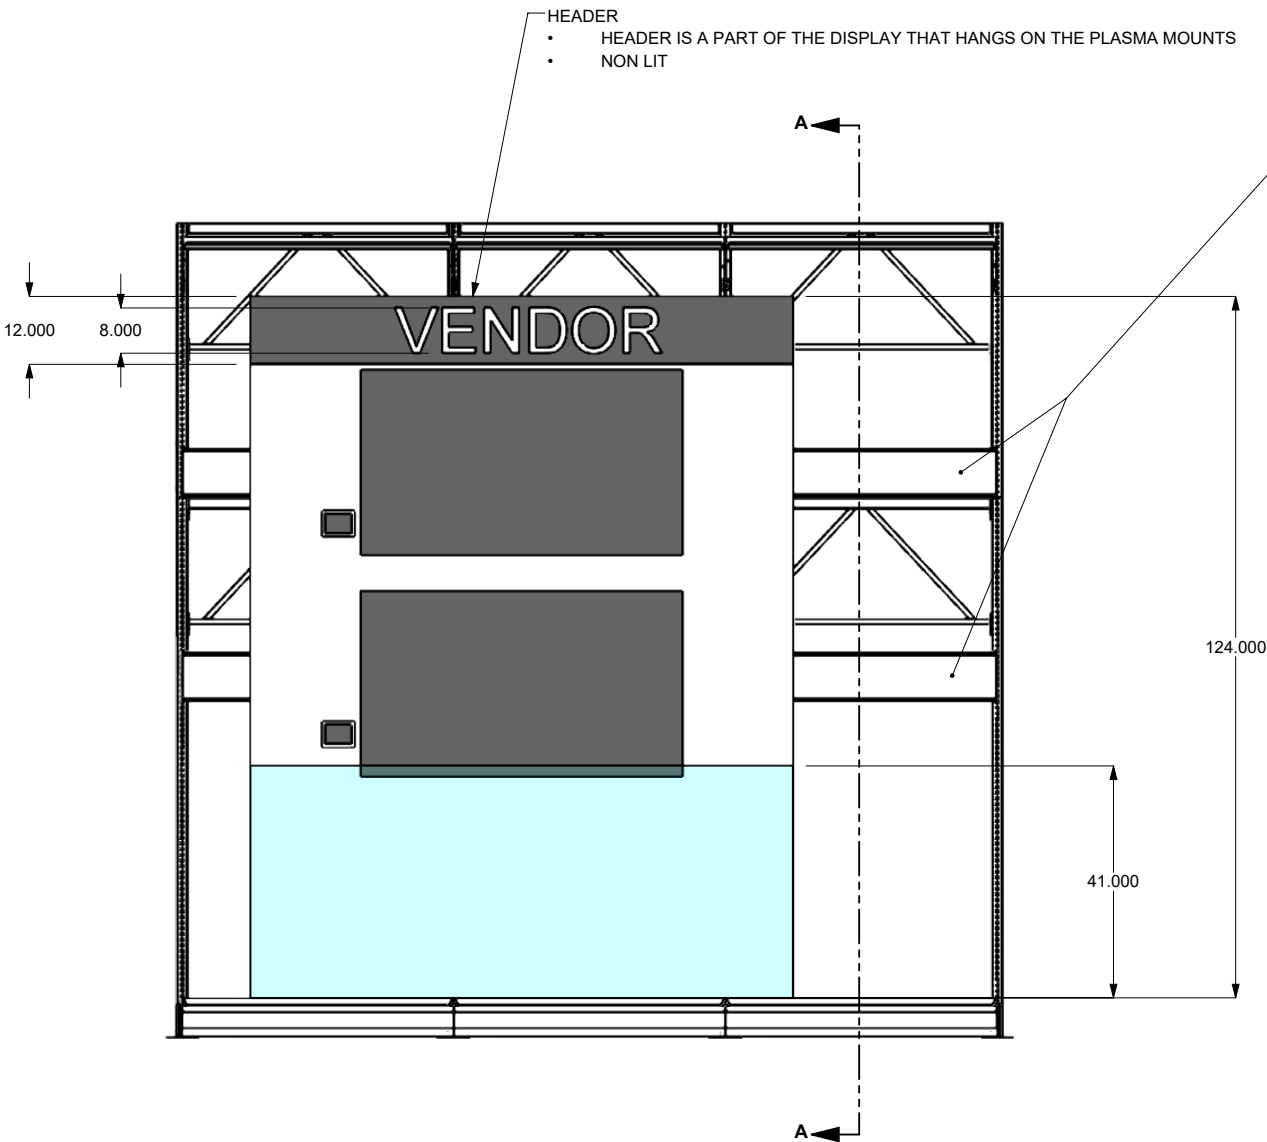 HEADER
• HEADER IS A PART OF THE DISPLAY THAT HANGS ON THE PLASMA MOUNTS
• NON LIT
A
12.000
8.000
VENDOR
124.000
41.000
A